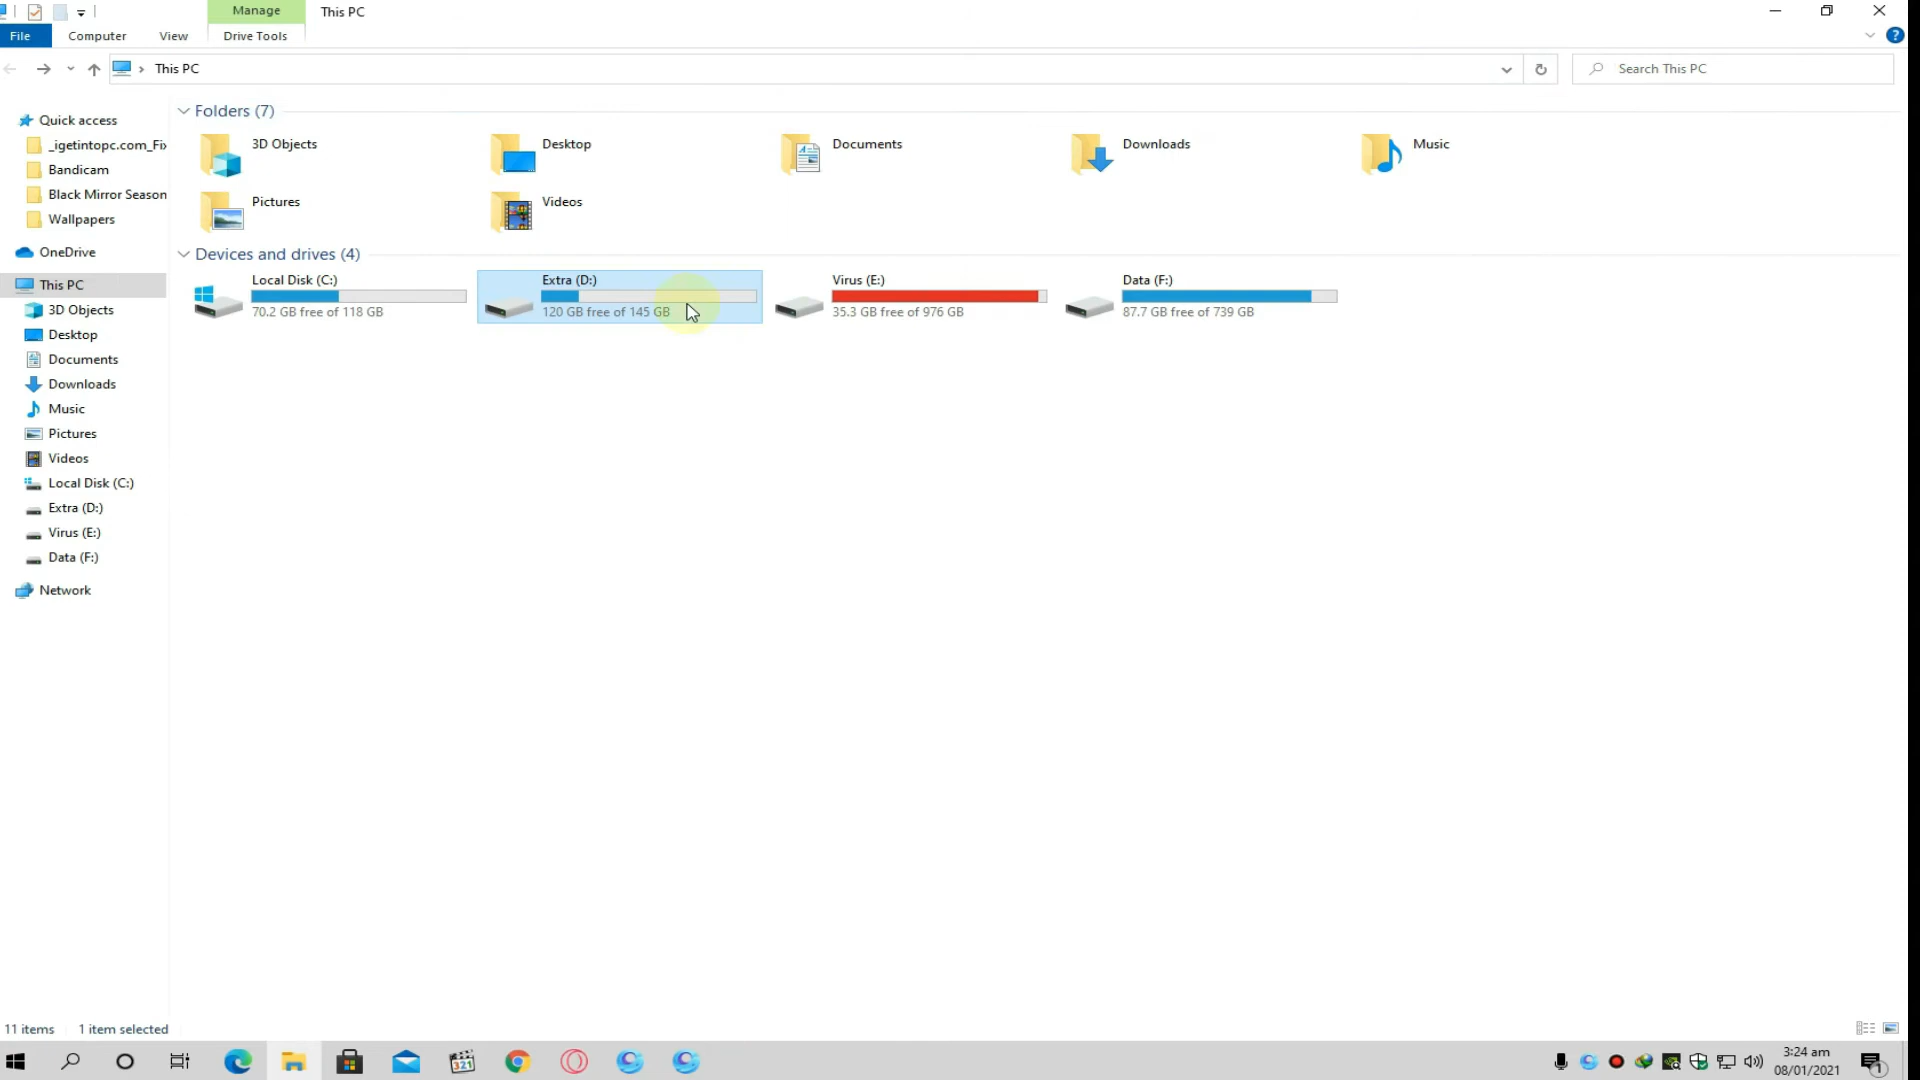 Manage
This PC
File
Computer
View
Drive Tools
This PC
Search This PC
Quick access
_igetintopc.com_Fix
Bandicam
Black Mirror Season
Wallpapers
OneDrive
This PC
3D Objects
Desktop
Documents
Downloads
Music
Pictures
Videos
Local Disk (C:)
Extra (D:)
Virus (E:)
Data (F:)
Network
Folders (7)
3D Objects
Desktop
Documents
Downloads
Music
Pictures
Videos
Devices and drives (4)
Local Disk (C:)
70.2 GB free of 118 GB
Extra (D:)
120 GB free of 145 GB
Virus (E:)
35.3 GB free of 976 GB
Data (F:)
87.7 GB free of 739 GB
11 items
1 item selected
321
3:24 am
08/01/2021
1